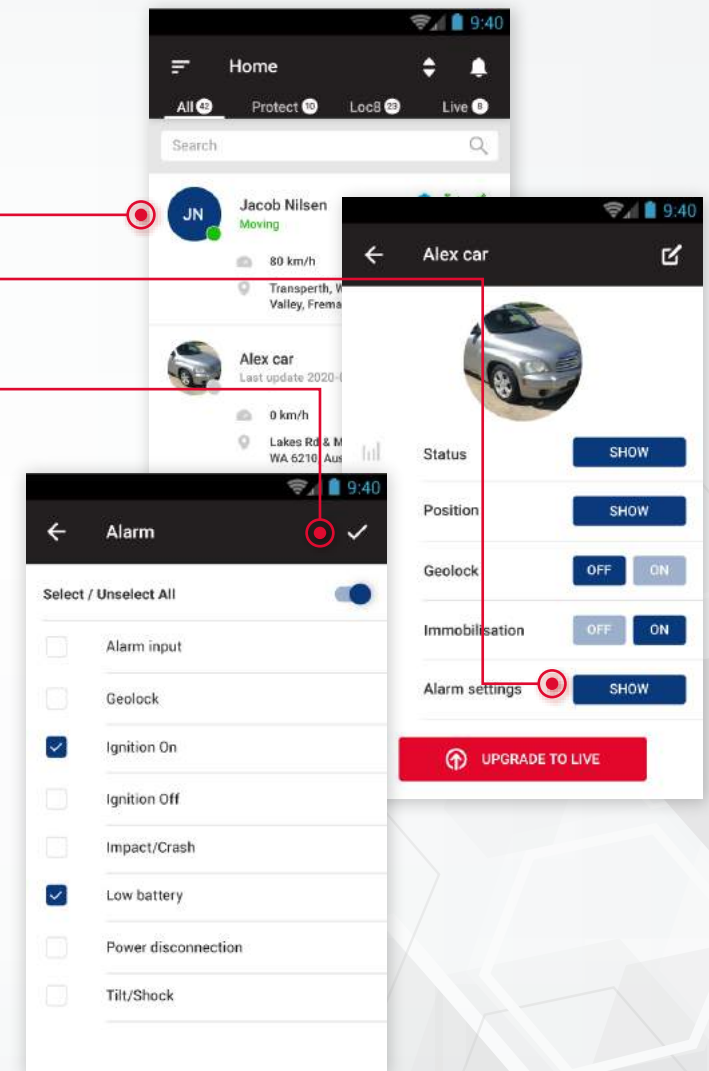 9:40
Home
All 42 Protect 10 Loc8 23 Live 8
Search
JN
Jacob Nilsen
Moving
80 km/h
Transperth,
Valley, Frema
Alex car
Last update 2020-
0 km/h
Lakes Rd & M
WA 6210, Aus
9:40
Alex car
Status SHOW
Position SHOW
Geolock OFF ON
Immobilisation OFF ON
Alarm settings SHOW
UPGRADE TO LIVE
9:40
Alarm
Select / Unselect All
Alarm input
Geolock
Ignition On
Ignition Off
Impact/Crash
Low battery
Power disconnection
Tilt/Shock